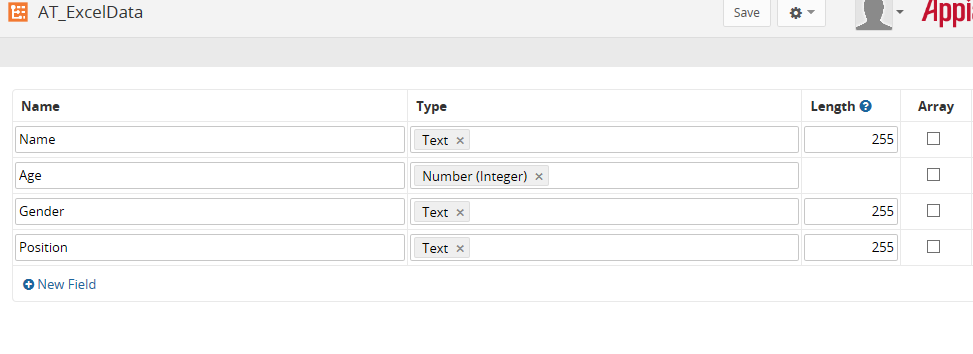 AT_ExcelData Save
Name Type Length Array
Name Text × 255
Age Number (Integer) ×
Gender Text × 255
Position Text × 255
New Field